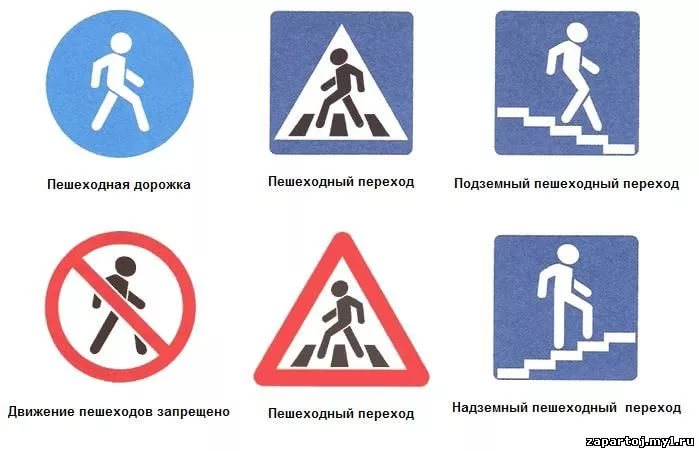 Пешеходная дорожка
Пешеходный переход
Подземный пешеходный переход
Движение пешеходов запрещено
Пешеходный переход
Надземный пешеходный переход
zapartoj.my1.ru